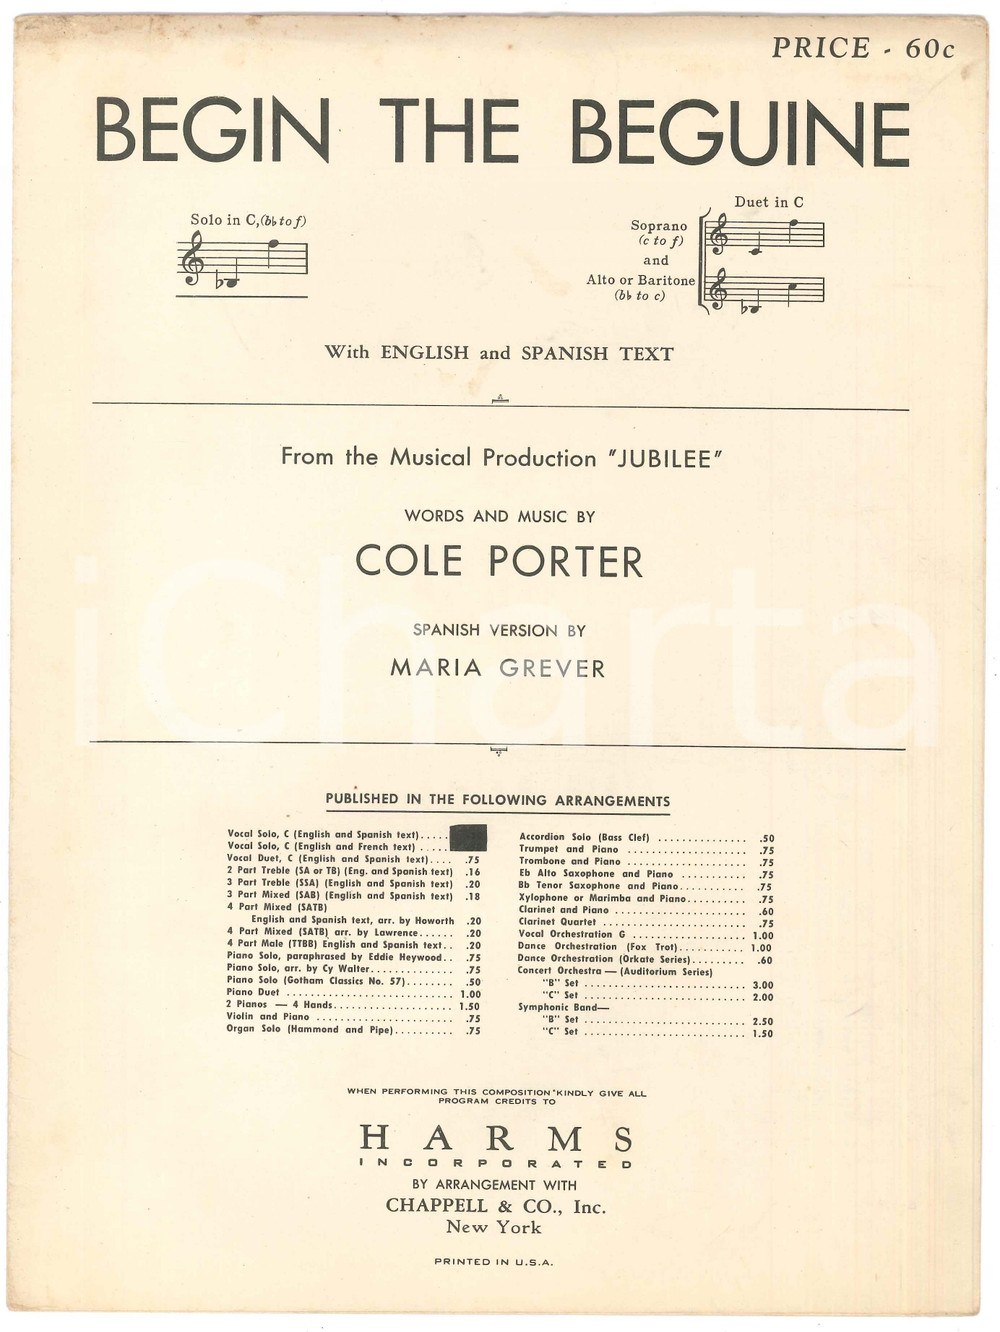 PRICE - 60c
BEGIN THE BEGUINE
Solo in C, (b♭ to f)
Duet in C
Soprano
(c to f)
and
Alto or Baritone
(b♭ to c)
With ENGLISH and SPANISH TEXT
From the Musical Production "JUBILEE"
WORDS AND MUSIC BY
COLE PORTER
SPANISH VERSION BY
MARIA GREVER
iCharta
PUBLISHED IN THE FOLLOWING ARRANGEMENTS
Vocal Solo, C (English and Spanish text).....
Vocal Solo, C (English and French text) .....
Vocal Duet, C (English and Spanish text).... .75
2 Part Treble (SA or TB) (Eng. and Spanish text) .16
3 Part Treble (SSA) (English and Spanish text) .20
3 Part Mixed (SAB) (English and Spanish text) .18
4 Part Mixed (SATB)
English and Spanish text, arr. by Howorth .20
4 Part Mixed (SATB) arr. by Lawrence...... .20
4 Part Male (TTBB) English and Spanish text.. .20
Piano Solo, paraphrased by Eddie Heywood.. .75
Piano Solo, arr. by Cy Walter............... .75
Piano Solo (Gotham Classics No. 57)........ .50
Piano Duet .............................. 1.00
2 Pianos — 4 Hands..................... 1.50
Violin and Piano ......................... .75
Organ Solo (Hammond and Pipe).......... .75
Accordion Solo (Bass Clef) ................ .50
Trumpet and Piano ..................... .75
Trombone and Piano ..................... .75
Eb Alto Saxophone and Piano ............ .75
Bb Tenor Saxophone and Piano........... .75
Xylophone or Marimba and Piano.......... .75
Clarinet and Piano ....................... .60
Clarinet Quartet ......................... .75
Vocal Orchestration G .................... 1.00
Dance Orchestration (Fox Trot)............ 1.00
Dance Orchestration (Orkate Series)......... .60
Concert Orchestra — (Auditorium Series)
"B" Set ............................ 3.00
"C" Set ............................ 2.00
Symphonic Band—
"B" Set ............................ 2.50
"C" Set ............................ 1.50
WHEN PERFORMING THIS COMPOSITION KINDLY GIVE ALL
PROGRAM CREDITS TO
HARMS
INCORPORATED
BY ARRANGEMENT WITH
CHAPPELL & CO., Inc.
New York
PRINTED IN U.S.A.